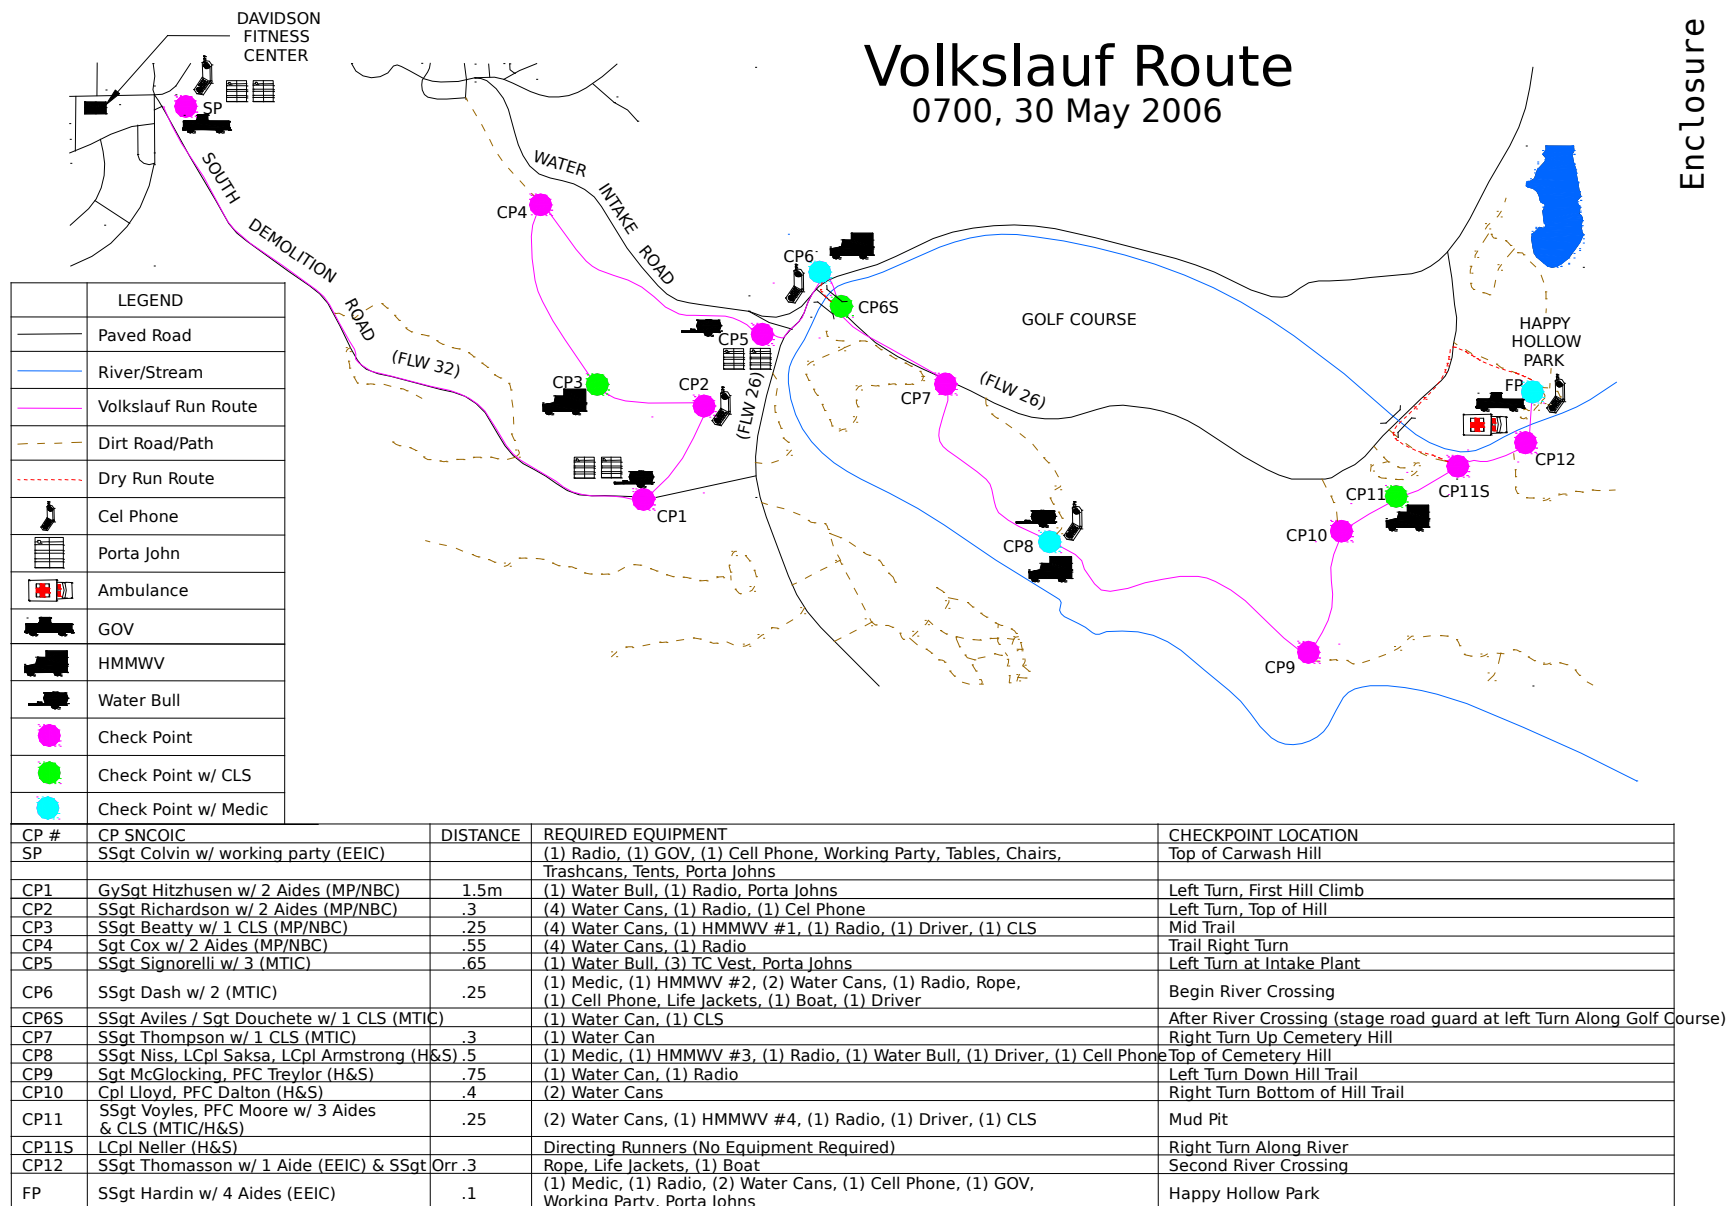 DAVIDSON
FITNESS
CENTER
Volkslauf Route
0700, 30 May 2006
Enclosure
SP
SOUTH
DEMOLITION
ROAD
(FLW 32)
WATER
INTAKE
ROAD
CP4
CP6
CP6S
CP5
CP3
CP2
(FLW 26)
CP1
GOLF COURSE
CP7
(FLW 26)
CP8
CP9
CP10
CP11
CP11S
CP12
HAPPY
HOLLOW
PARK
FP
LEGEND
Paved Road
River/Stream
Volkslauf Run Route
Dirt Road/Path
Dry Run Route
Cel Phone
Porta John
Ambulance
GOV
HMMWV
Water Bull
Check Point
Check Point w/ CLS
Check Point w/ Medic
CP # CP SNCOIC DISTANCE REQUIRED EQUIPMENT CHECKPOINT LOCATION
SP SSgt Colvin w/ working party (EEIC) (1) Radio, (1) GOV, (1) Cell Phone, Working Party, Tables, Chairs, Top of Carwash Hill
Trashcans, Tents, Porta Johns
CP1 GySgt Hitzhusen w/ 2 Aides (MP/NBC) 1.5m (1) Water Bull, (1) Radio, Porta Johns Left Turn, First Hill Climb
CP2 SSgt Richardson w/ 2 Aides (MP/NBC) .3 (4) Water Cans, (1) Radio, (1) Cel Phone Left Turn, Top of Hill
CP3 SSgt Beatty w/ 1 CLS (MP/NBC) .25 (4) Water Cans, (1) HMMWV #1, (1) Radio, (1) Driver, (1) CLS Mid Trail
CP4 Sgt Cox w/ 2 Aides (MP/NBC) .55 (4) Water Cans, (1) Radio Trail Right Turn
CP5 SSgt Signorelli w/ 3 (MTIC) .65 (1) Water Bull, (3) TC Vest, Porta Johns Left Turn at Intake Plant
CP6 SSgt Dash w/ 2 (MTIC) .25 (1) Medic, (1) HMMWV #2, (2) Water Cans, (1) Radio, Rope, Begin River Crossing
(1) Cell Phone, Life Jackets, (1) Boat, (1) Driver
CP6S SSgt Aviles / Sgt Douchete w/ 1 CLS (MTIC) (1) Water Can, (1) CLS After River Crossing (stage road guard at left Turn Along Golf Course)
CP7 SSgt Thompson w/ 1 CLS (MTIC) .3 (1) Water Can Right Turn Up Cemetery Hill
CP8 SSgt Niss, LCpl Saksa, LCpl Armstrong (H&S) .5 (1) Medic, (1) HMMWV #3, (1) Radio, (1) Water Bull, (1) Driver, (1) Cell Phone Top of Cemetery Hill
CP9 Sgt McGlocking, PFC Treylor (H&S) .75 (1) Water Can, (1) Radio Left Turn Down Hill Trail
CP10 Cpl Lloyd, PFC Dalton (H&S) .4 (2) Water Cans Right Turn Bottom of Hill Trail
CP11 SSgt Voyles, PFC Moore w/ 3 Aides .25 (2) Water Cans, (1) HMMWV #4, (1) Radio, (1) Driver, (1) CLS Mud Pit
& CLS (MTIC/H&S)
CP11S LCpl Neller (H&S) Directing Runners (No Equipment Required) Right Turn Along River
CP12 SSgt Thomasson w/ 1 Aide (EEIC) & SSgt Orr .3 Rope, Life Jackets, (1) Boat Second River Crossing
FP SSgt Hardin w/ 4 Aides (EEIC) .1 (1) Medic, (1) Radio, (2) Water Cans, (1) Cell Phone, (1) GOV, Happy Hollow Park
Working Party, Porta Johns